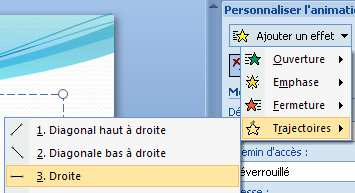 Personnaliser l'animati
Ajouter un effet
Ouverture
Emphase
Fermeture
Trajectoires
1. Diagonal haut à droite
2. Diagonale bas à droite
3. Droite
hemin d'accès :
éverrouillé